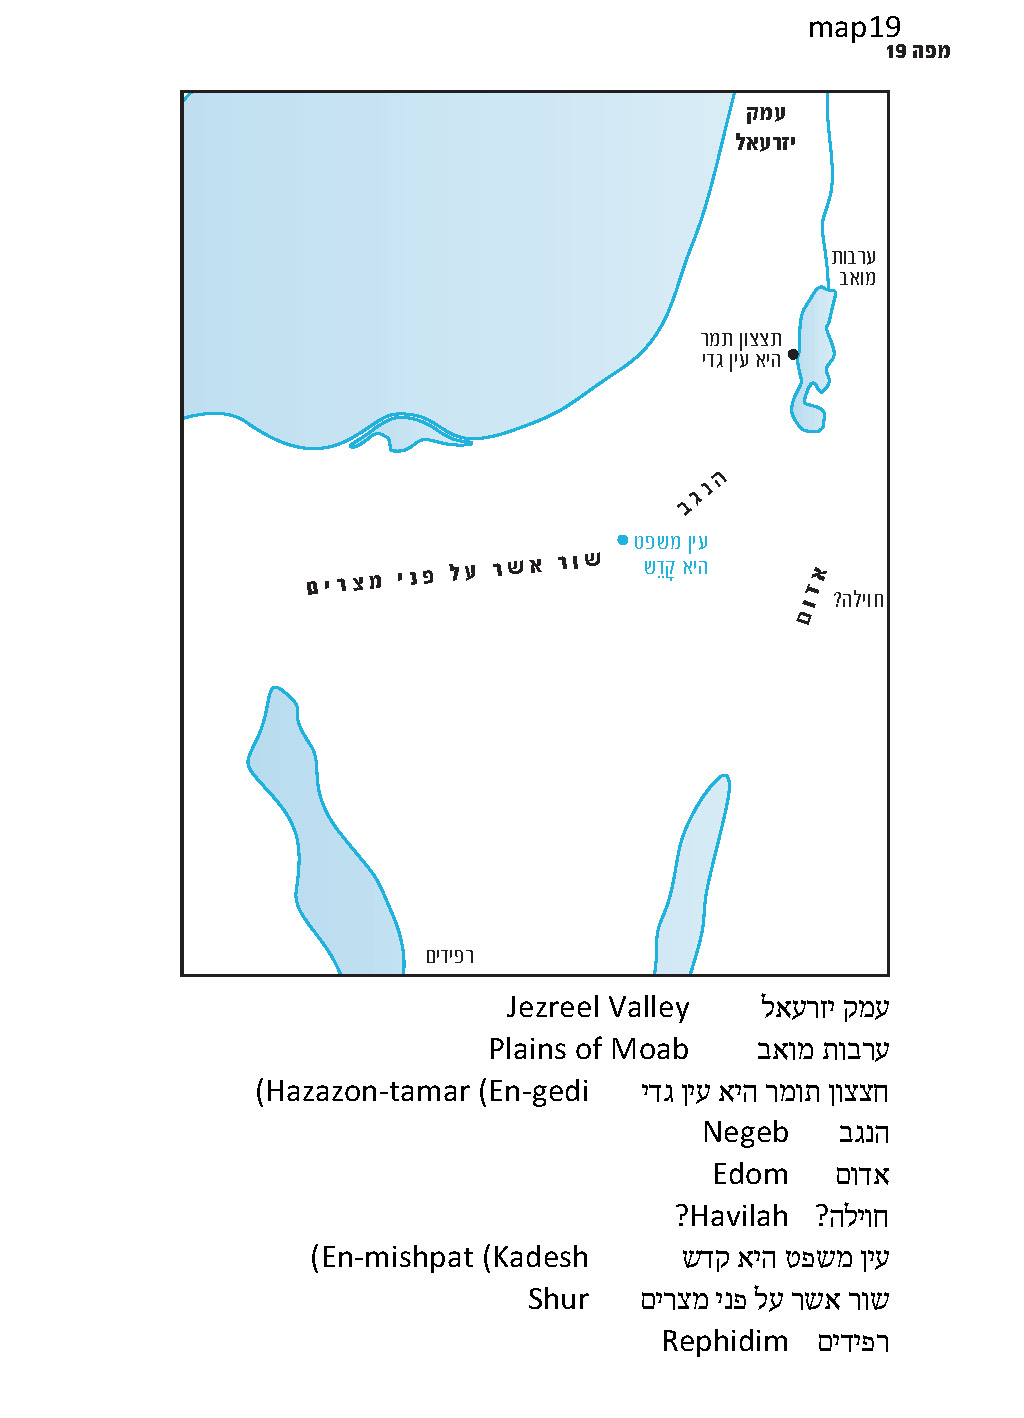 map19
מפה 19
עמק
יזרעאל
ערבות
מואב
תצצון תמר
היא עין גדי
הנגב
עין משפט
היא קָדֵש
שור אשר על פני מצרים
אדום
חוילה?
רפידים
עמק יזרעאל Jezreel Valley
ערבות מואב Plains of Moab
חצצון תומר היא עין גדי (Hazazon-tamar (En-gedi
הנגב Negeb
אדום Edom
חוילה? ?Havilah
עין משפט היא קדש (En-mishpat (Kadesh
שור אשר על פני מצרים Shur
רפידים Rephidim